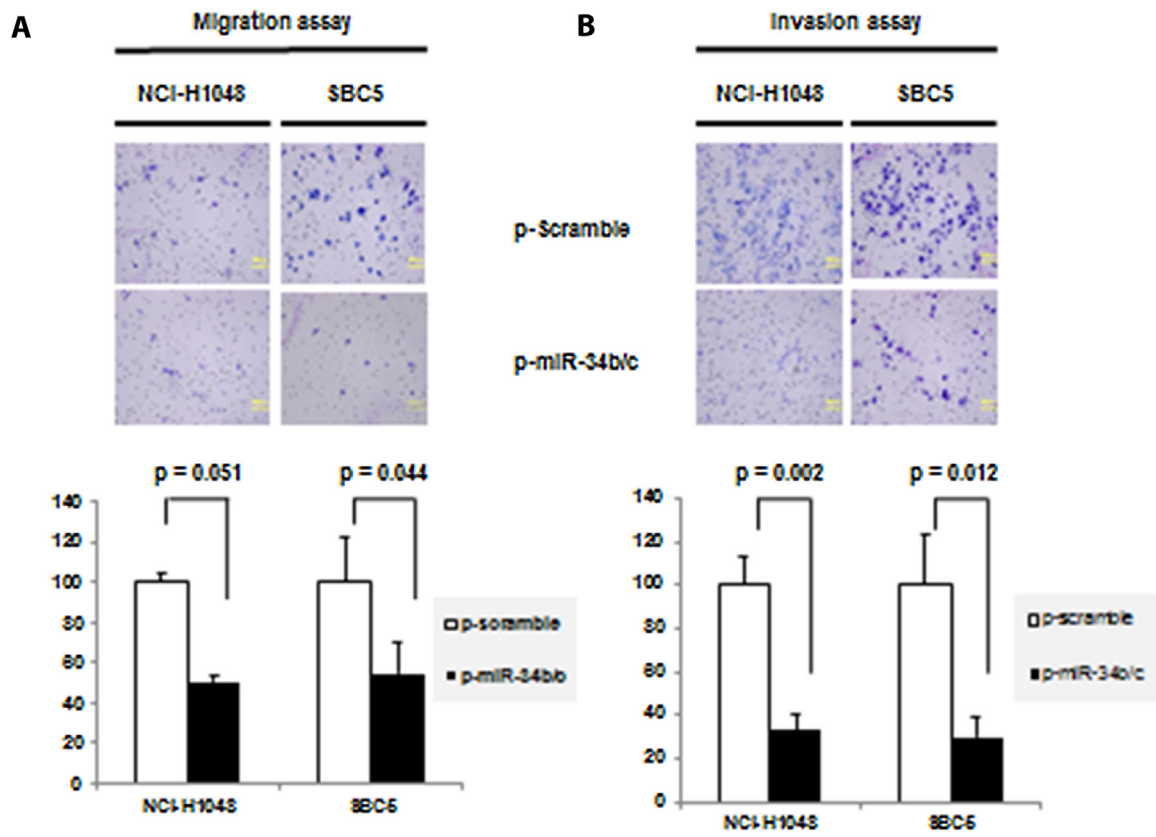 A
Migration assay
NCI-H1048
SBC5
B
Invasion assay
NCI-H1048
SBC5
p-Scramble
p-miR-34b/c
p = 0.051
p = 0.044
140
120
100
80
60
40
20
0
NCI-H1048
SBC5
p-scramble
p-miR-34b/c
p = 0.002
p = 0.012
140
120
100
80
60
40
20
0
NCI-H1048
SBC5
p-scramble
p-miR-34b/c